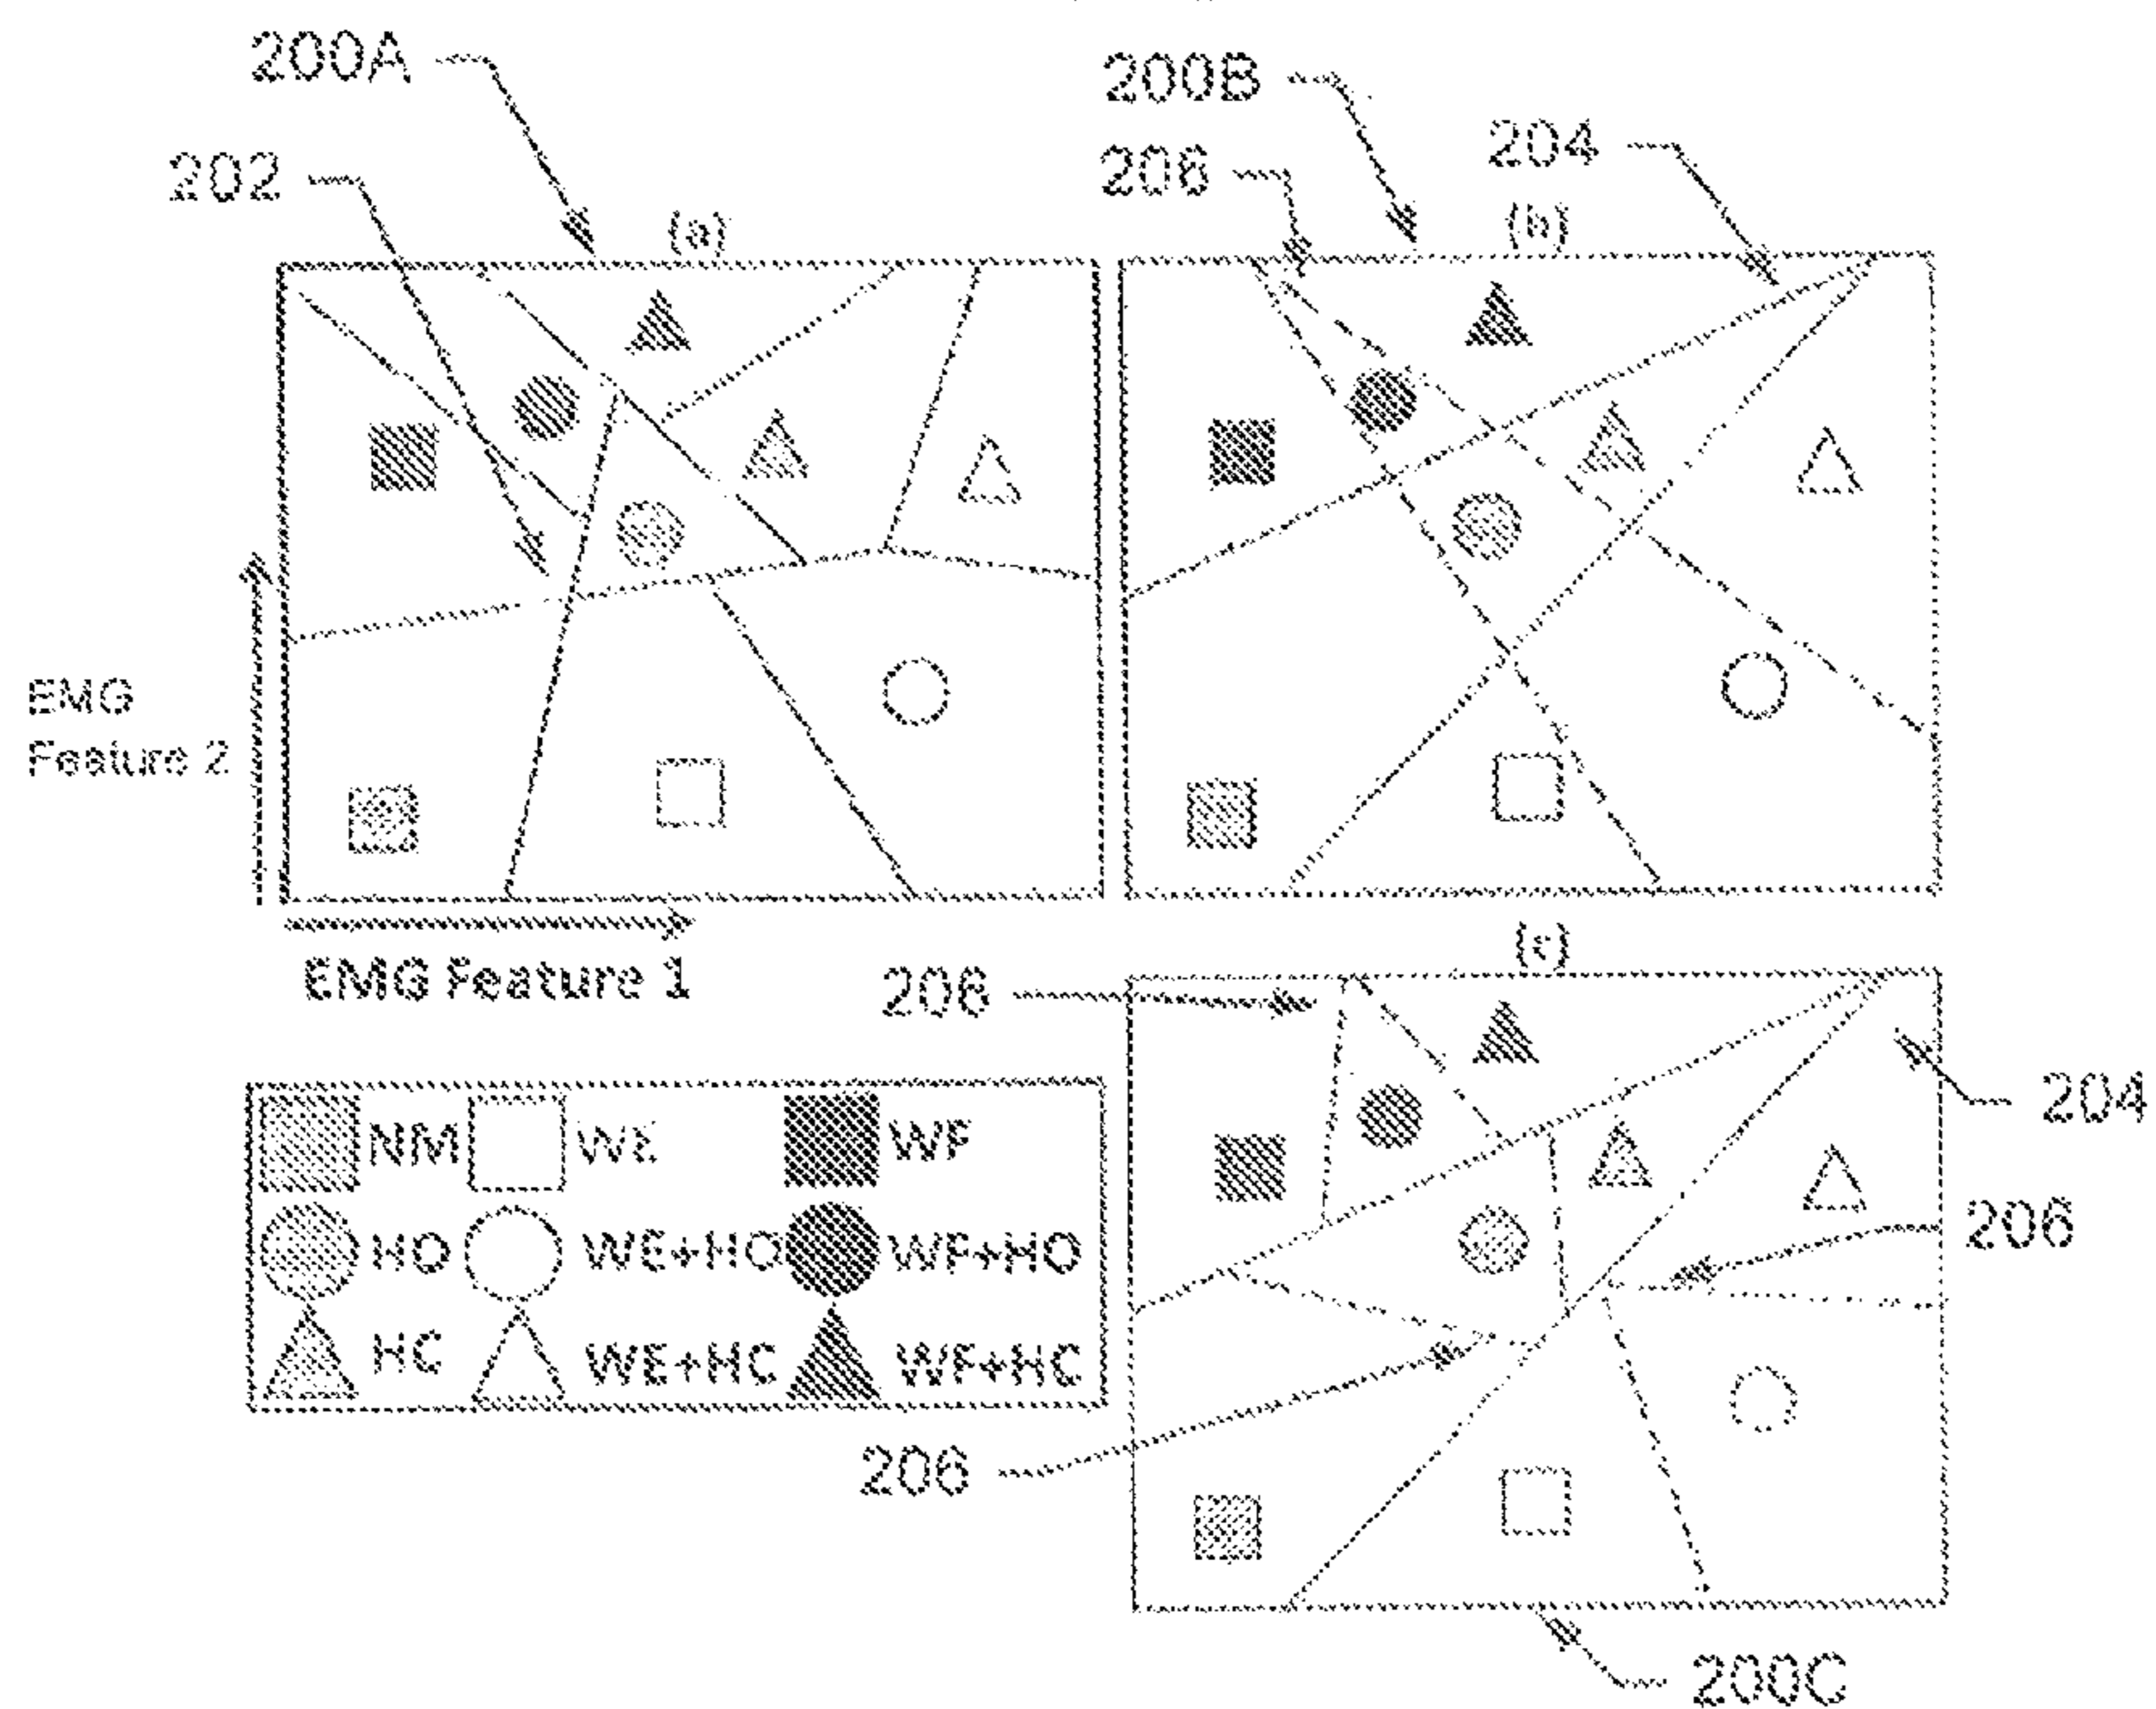 200A
200B
204
202
206
(a)
(b)
EMG
Feature 2
(c)
EMG Feature 1
206
204
NM
WE
WF
HO
WE+HO
WF+HO
206
HC
WE+HC
WF+HC
206
200C